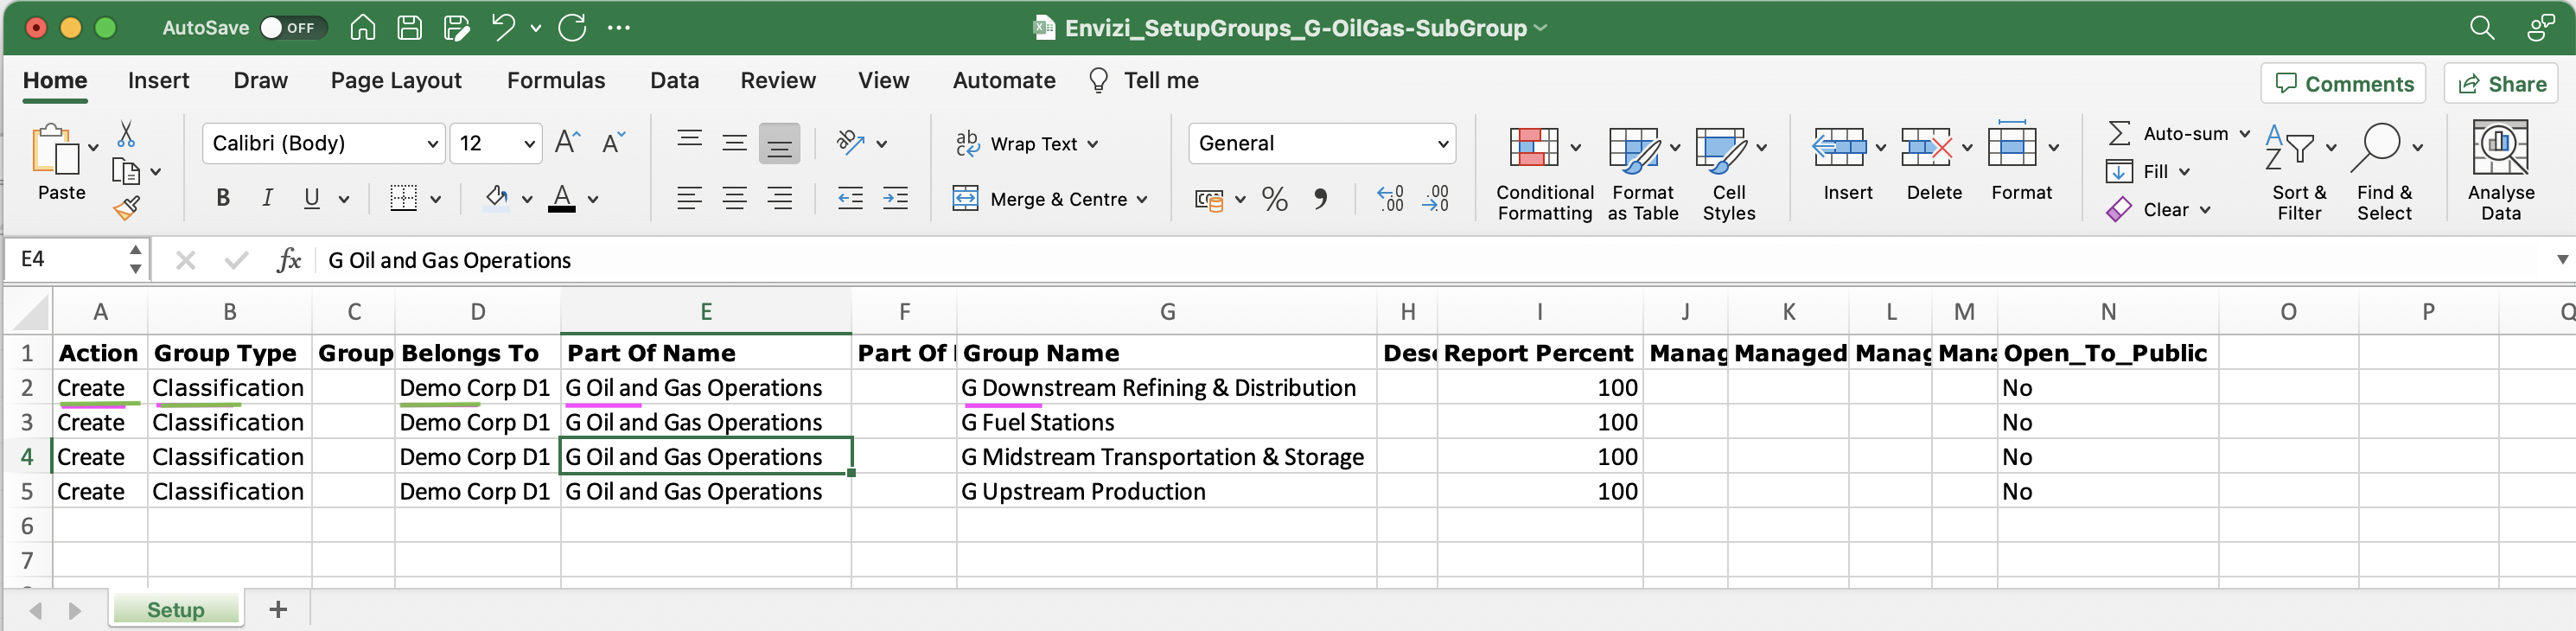 AutoSave OFF Envizi_SetupGroups_G-OilGas-SubGroup
Home Insert Draw Page Layout Formulas Data Review View Automate Tell me Comments Share
Calibri (Body) 12 Wrap Text General Auto-sum
Paste Fill
B I U Merge & Centre % Conditional Formatting Format as Table Cell Styles Insert Delete Format Clear Sort & Filter Find & Select Analyse Data
E4 fx G Oil and Gas Operations
A B C D E F G H I J K L M N O P Q
1 Action Group Type Group Belongs To Part Of Name Part Of Group Name Desc Report Percent Manag Managed Manag Mana Open_To_Public
2 Create Classification Demo Corp D1 G Oil and Gas Operations G Downstream Refining & Distribution 100 No
3 Create Classification Demo Corp D1 G Oil and Gas Operations G Fuel Stations 100 No
4 Create Classification Demo Corp D1 G Oil and Gas Operations G Midstream Transportation & Storage 100 No
5 Create Classification Demo Corp D1 G Oil and Gas Operations G Upstream Production 100 No
6
7
Setup +